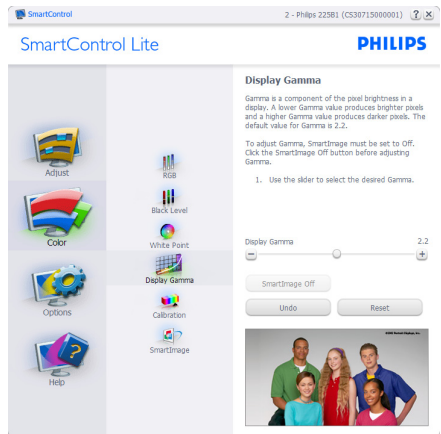 SmartControl
2 - Philips 225B1 (CS30715000001)
SmartControl Lite
PHILIPS
Adjust
Color
Options
Help
RGB
Black Level
White Point
Display Gamma
Calibration
SmartImage
Display Gamma
Gamma is a component of the pixel brightness in a
display. A lower Gamma value produces brighter pixels
and a higher Gamma value produces darker pixels. The
default value for Gamma is 2.2.
To adjust Gamma, SmartImage must be set to Off.
Click the SmartImage Off button before adjusting
Gamma.
1. Use the slider to select the desired Gamma.
Display Gamma 2.2
SmartImage Off
Undo Reset